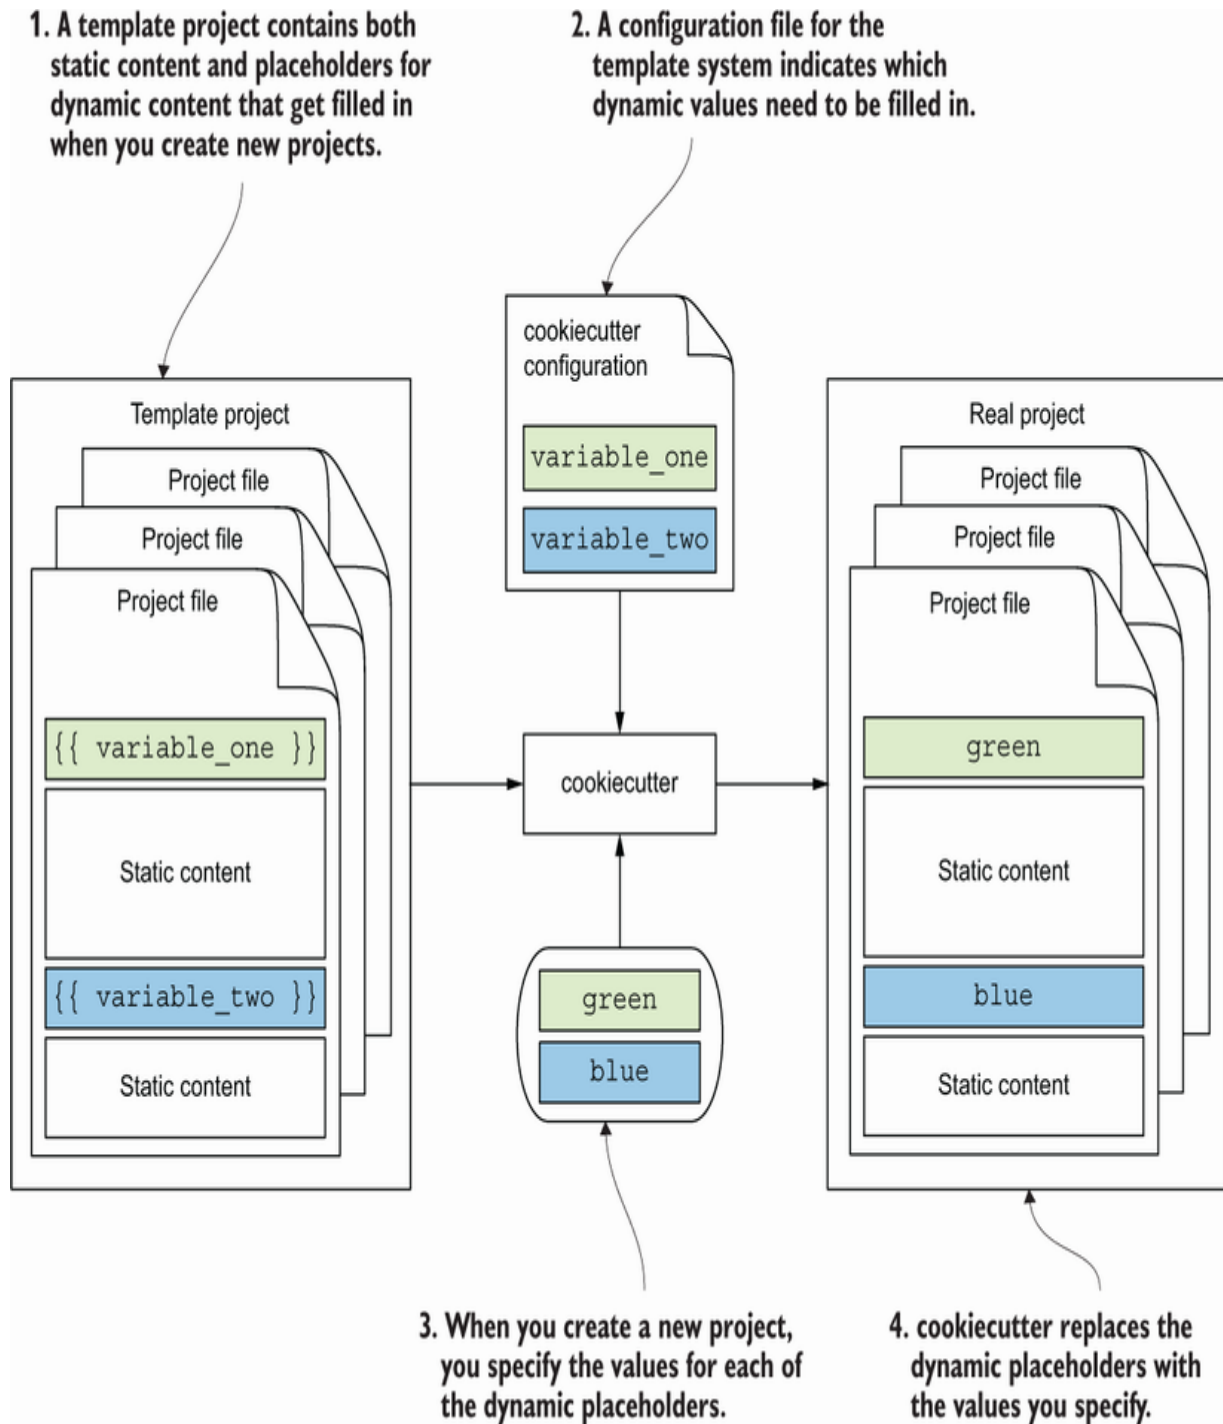 1. A template project contains both
static content and placeholders for
dynamic content that get filled in
when you create new projects.
2. A configuration file for the
template system indicates which
dynamic values need to be filled in.
cookiecutter
configuration
variable_one
variable_two
Template project
Project file
Project file
Project file
{{ variable_one }}
Static content
{{ variable_two }}
Static content
cookiecutter
green
blue
Real project
Project file
Project file
Project file
green
Static content
blue
Static content
3. When you create a new project,
you specify the values for each of
the dynamic placeholders.
4. cookiecutter replaces the
dynamic placeholders with
the values you specify.